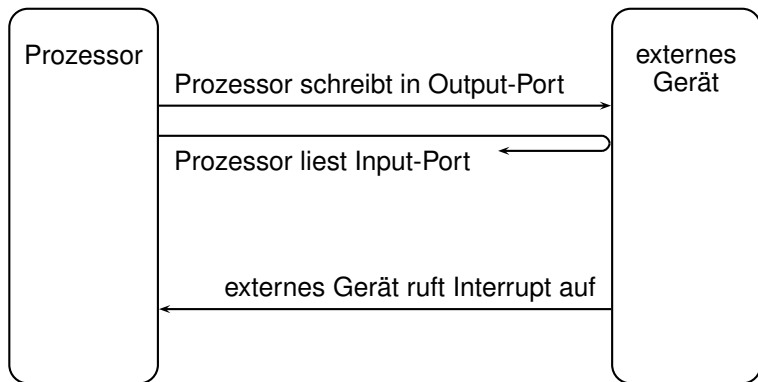 Prozessor
externes
Gerät
Prozessor schreibt in Output-Port
Prozessor liest Input-Port
externes Gerät ruft Interrupt auf